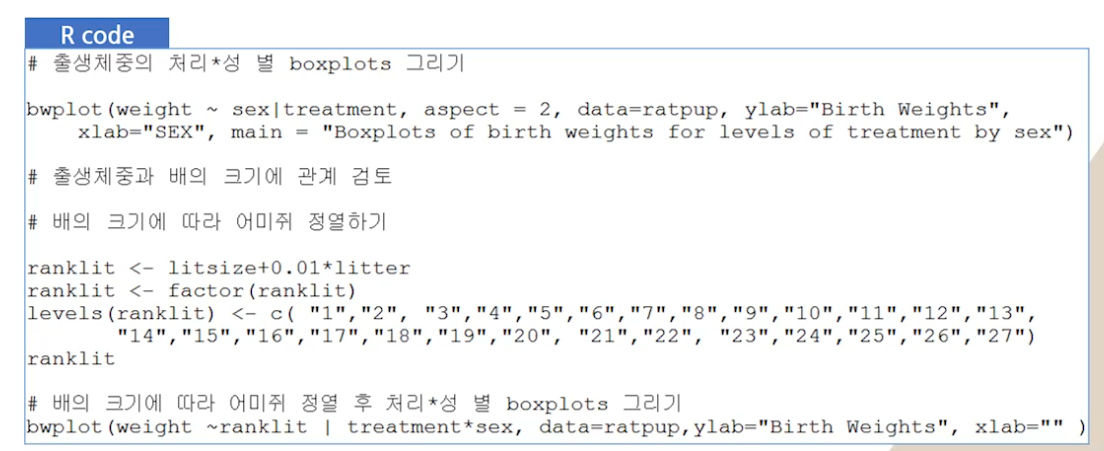 R code
# 출생체중의 처리*성 별 boxplots 그리기
bwplot(weight ~ sex|treatment, aspect = 2, data=ratpup, ylab="Birth Weights",
xlab="SEX", main = "Boxplots of birth weights for levels of treatment by sex")
# 출생체중과 배의 크기에 관계 검토
# 배의 크기에 따라 어미쥐 정열하기
ranklit <- litsize+0.01*litter
ranklit <- factor(ranklit)
levels(ranklit) <- c( "1","2", "3","4","5","6","7","8","9","10","11","12","13",
"14","15","16","17","18","19","20", "21","22", "23","24","25","26","27")
ranklit
# 배의 크기에 따라 어미쥐 정열 후 처리*성 별 boxplots 그리기
bwplot(weight ~ranklit | treatment*sex, data=ratpup,ylab="Birth Weights", xlab="" )